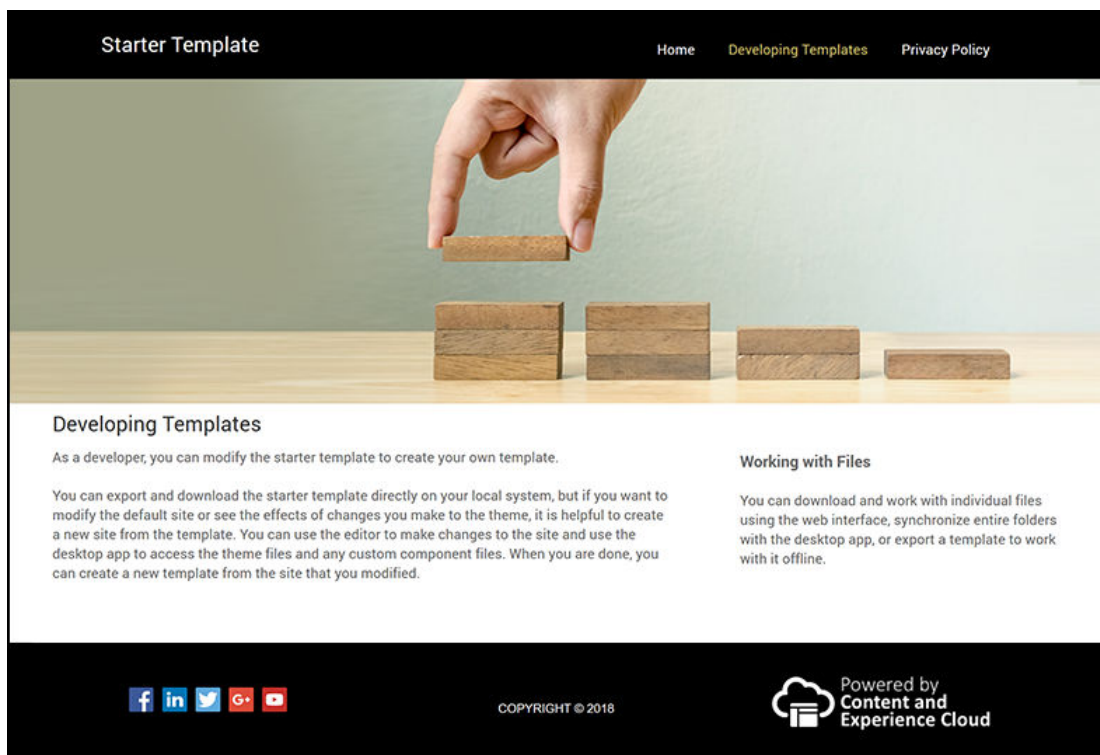 Starter Template
Home Developing Templates Privacy Policy
Developing Templates
As a developer, you can modify the starter template to create your own template.
You can export and download the starter template directly on your local system, but if you want to
modify the default site or see the effects of changes you make to the theme, it is helpful to create
a new site from the template. You can use the editor to make changes to the site and use the
desktop app to access the theme files and any custom component files. When you are done, you
can create a new template from the site that you modified.
Working with Files
You can download and work with individual files
using the web interface, synchronize entire folders
with the desktop app, or export a template to work
with it offline.
f in G+
COPYRIGHT © 2018
Powered by
Content and
Experience Cloud